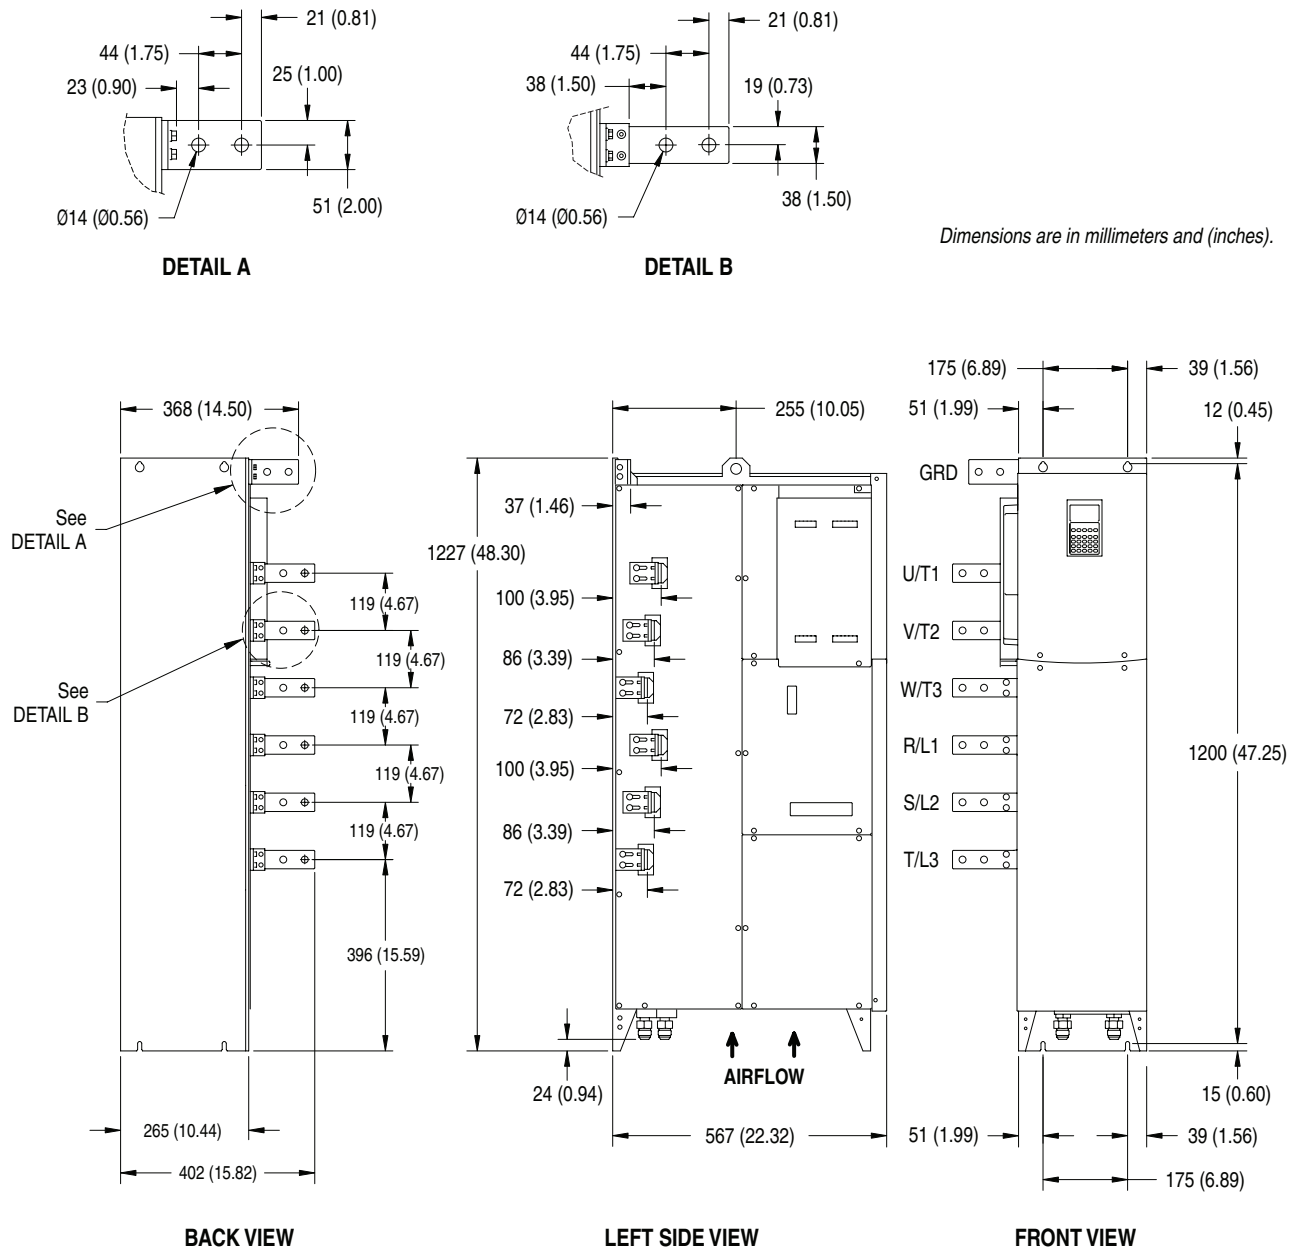 21 (0.81)
44 (1.75)
25 (1.00)
23 (0.90)
51 (2.00)
Ø14 (Ø0.56)
DETAIL A
21 (0.81)
44 (1.75)
38 (1.50)
19 (0.73)
38 (1.50)
Ø14 (Ø0.56)
DETAIL B
Dimensions are in millimeters and (inches).
368 (14.50)
See
DETAIL A
119 (4.67)
119 (4.67)
See
DETAIL B
119 (4.67)
119 (4.67)
119 (4.67)
396 (15.59)
265 (10.44)
402 (15.82)
BACK VIEW
255 (10.05)
37 (1.46)
1227 (48.30)
100 (3.95)
86 (3.39)
72 (2.83)
100 (3.95)
86 (3.39)
72 (2.83)
AIRFLOW
24 (0.94)
567 (22.32)
LEFT SIDE VIEW
175 (6.89)
39 (1.56)
51 (1.99)
12 (0.45)
GRD
U/T1
V/T2
W/T3
R/L1
1200 (47.25)
S/L2
T/L3
15 (0.60)
51 (1.99)
39 (1.56)
175 (6.89)
FRONT VIEW